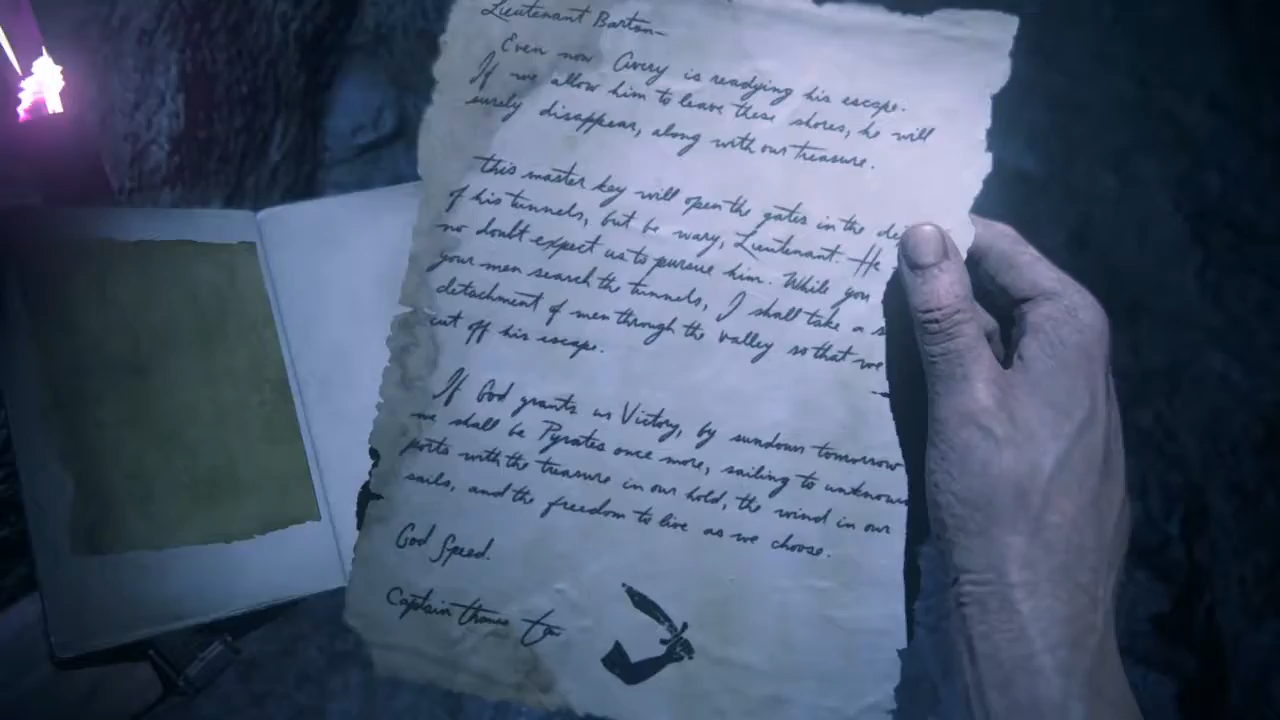 Lieutenant Barton—
Even now Avery is readying his escape.
If we allow him to leave these shores, he will
surely disappear, along with our treasure.
This master key will open the gates in the
of his tunnels, but be wary, Lieutenant. He
no doubt expect us to pursue him. While you
your men search the tunnels, I shall take a
detachment of men through the valley so that we
cut off his escape.
If God grants us Victory, by sundown tomorrow
we shall be Pyrates once more, sailing to unknown
ports with the treasure in our hold, the wind in our
sails, and the freedom to live as we choose.
God Speed.
Captain Thomas Tew